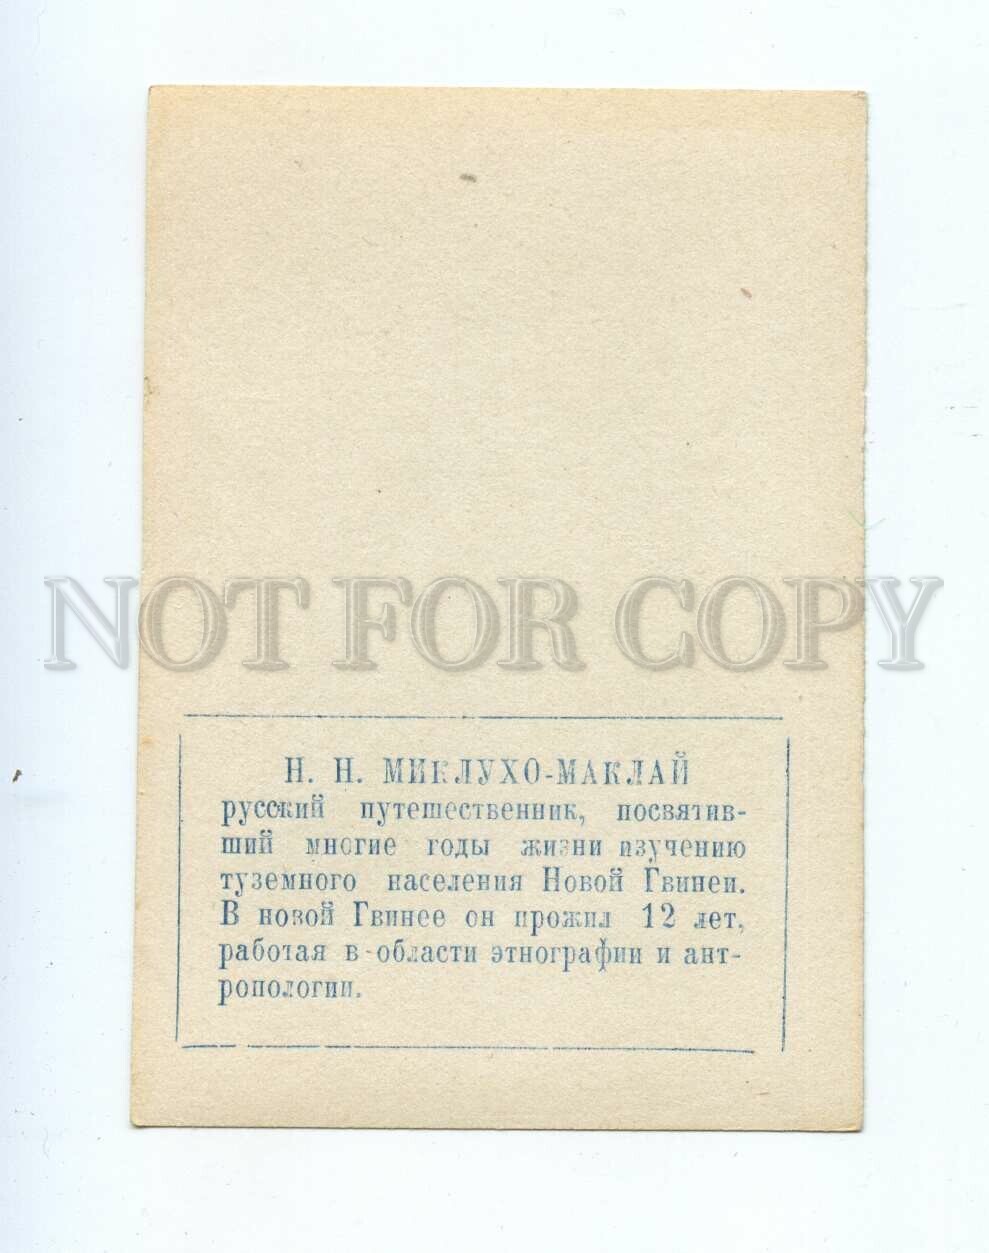 NOT FOR COPY
Н. Н. МИКЛУХО-МАКЛАЙ
русский путешественник, посвятив-
ший многие годы жизни изучению
туземного населения Новой Гвинеи.
В новой Гвинее он прожил 12 лет,
работая в области этнографии и ант-
ропологии.